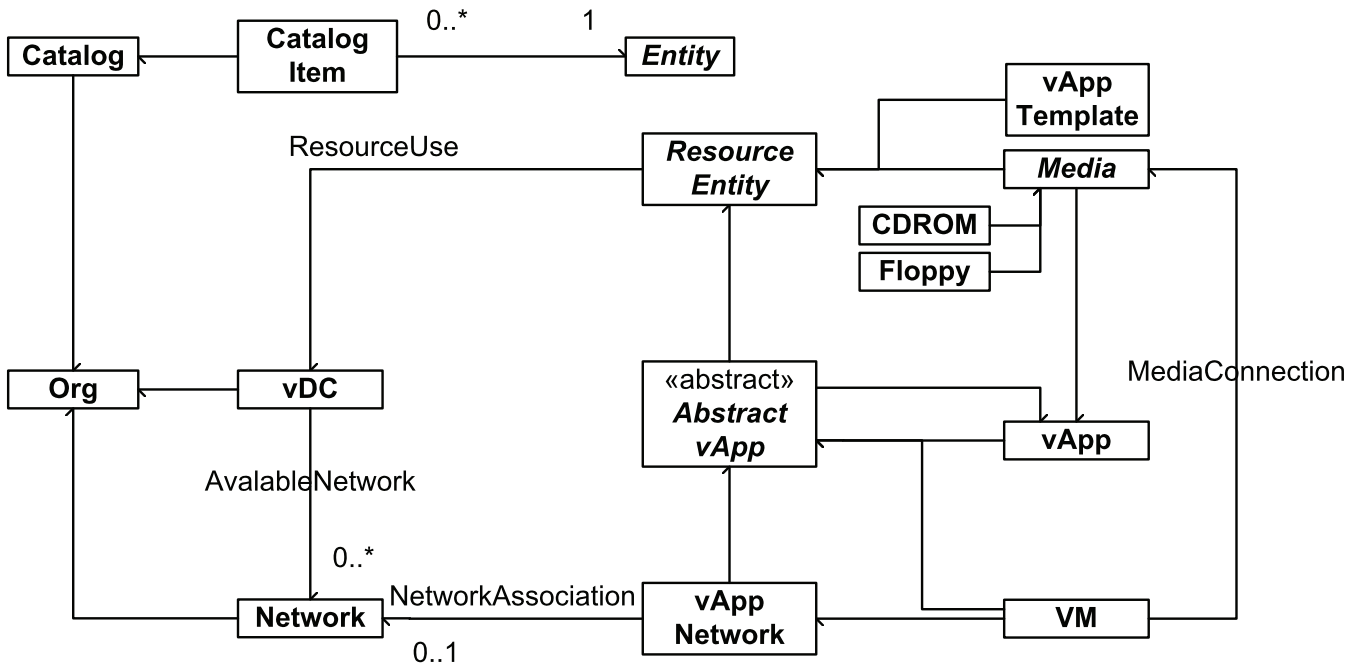 0..*
1
Catalog
Catalog
Item
Entity
vApp
Template
ResourceUse
Resource
Entity
Media
CDROM
Floppy
«abstract»
Abstract
vApp
MediaConnection
Org
vDC
vApp
AvalableNetwork
0..*
NetworkAssociation
Network
vApp
Network
VM
0..1